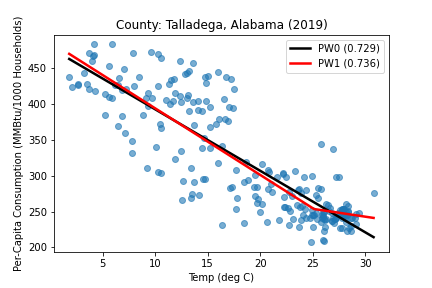 County: Talladega, Alabama (2019)
PW0 (0.729)
PW1 (0.736)
Per-Capita Consumption (MMBtu/1000 Households)
450
400
350
300
250
200
5 10 15 20 25 30
Temp (deg C)